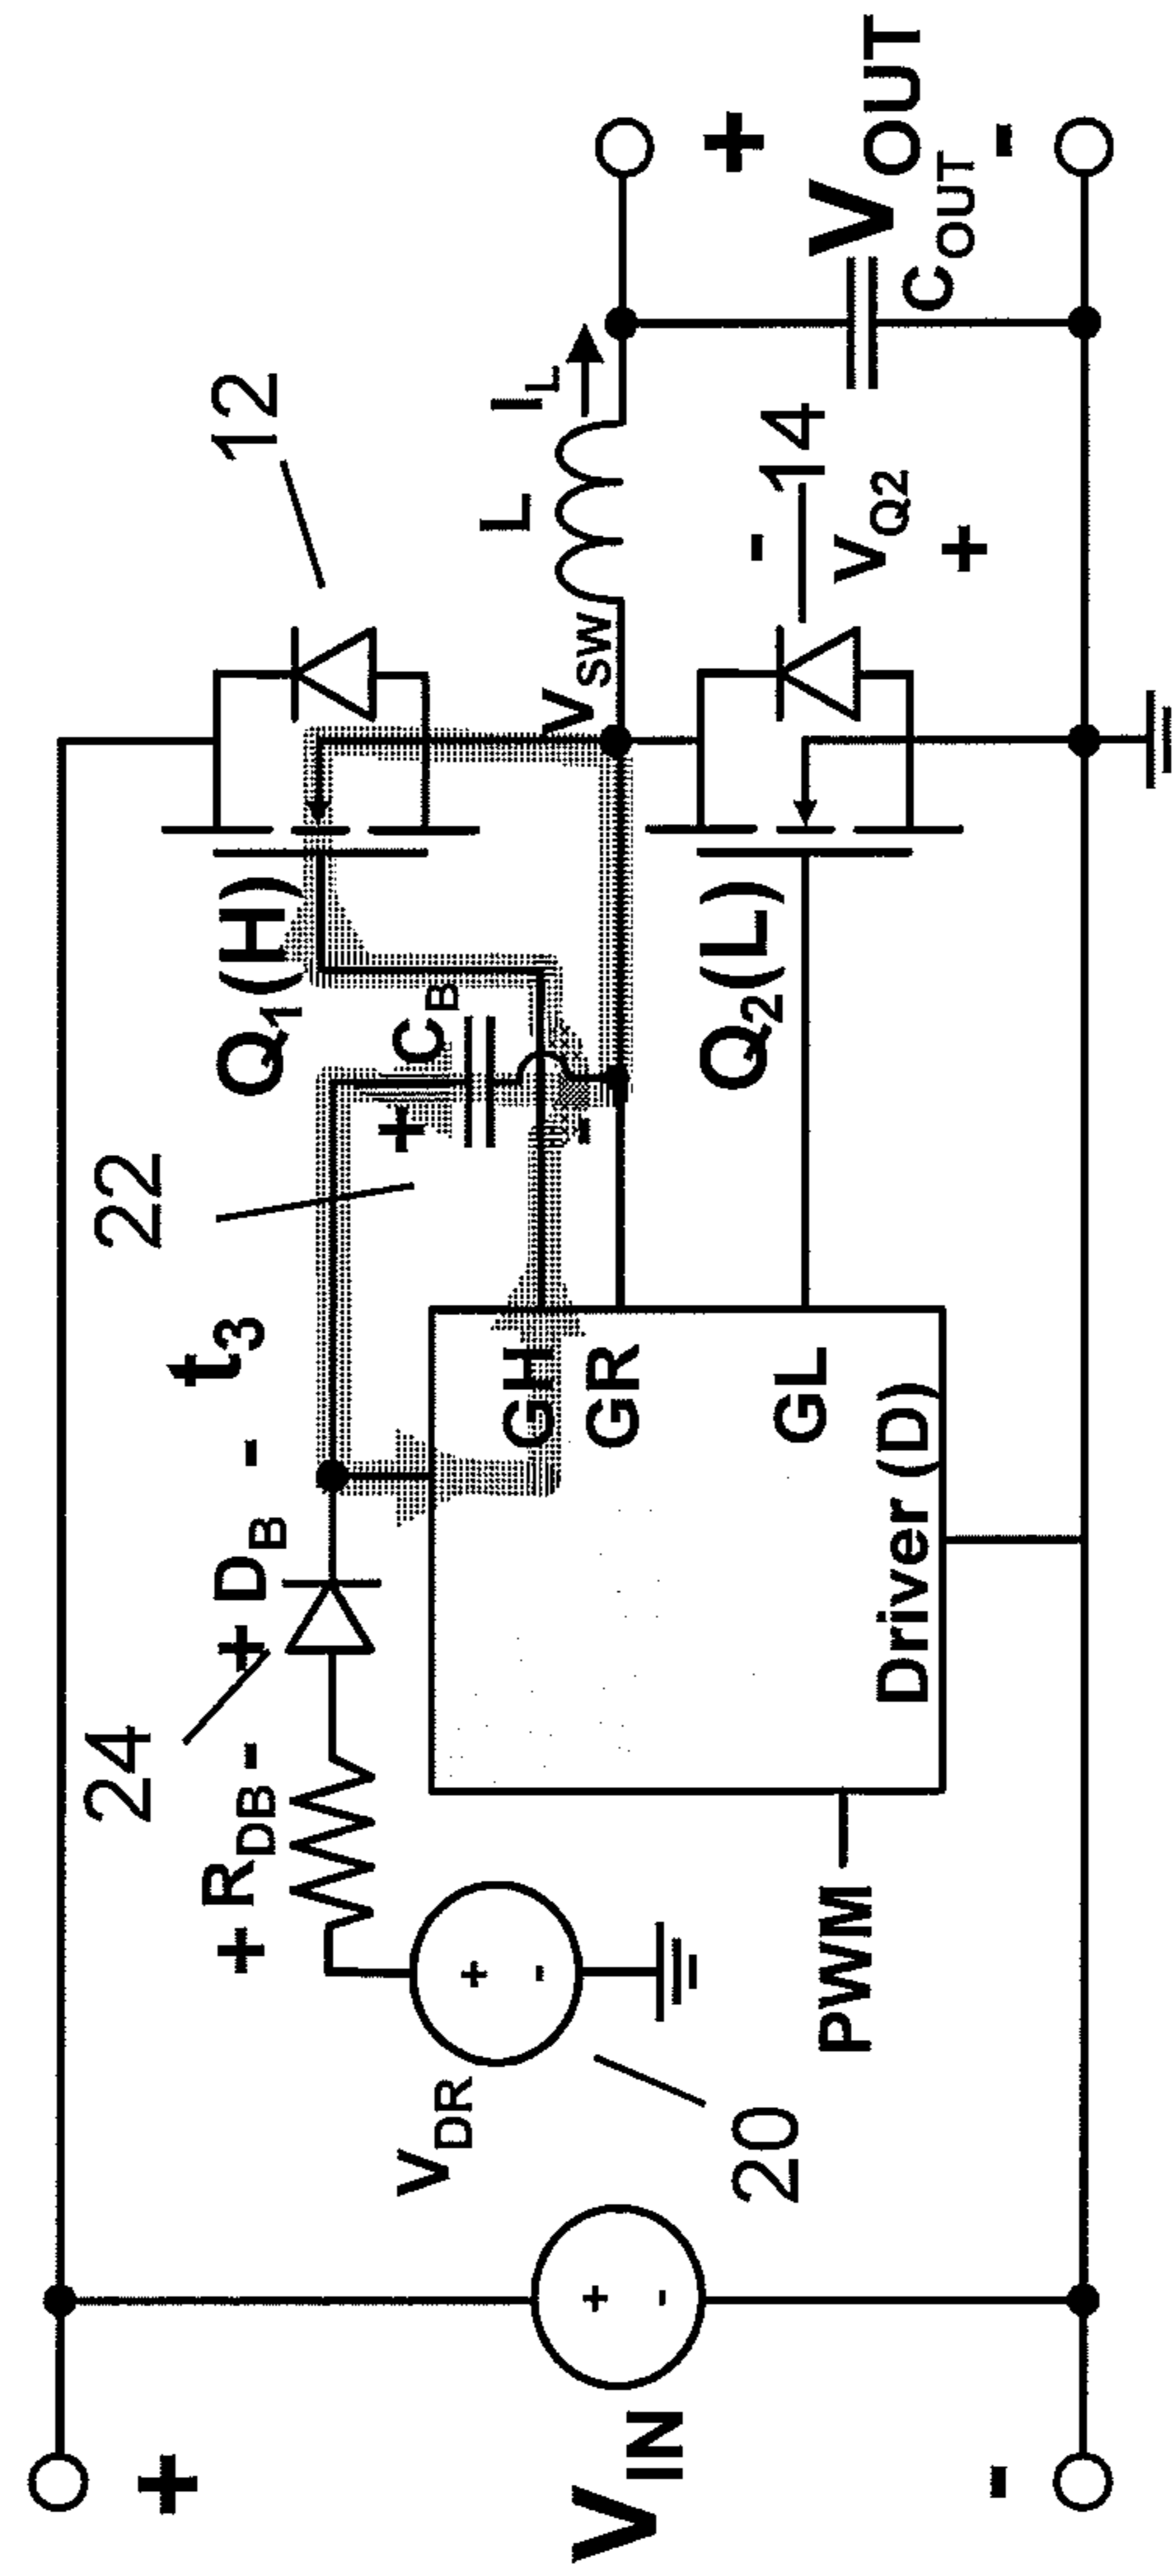 + R_DB - + D_B - t_3
24
22
12
Q_1 (H)
+ C_B
-
V_DR
+
-
20
+
V_IN
-
+
-
GH
GR
GL
Driver (D)
PWM
V_SW
L
I_L
Q_2 (L)
-
14
V_Q2
+
+
V_OUT
C_OUT
-